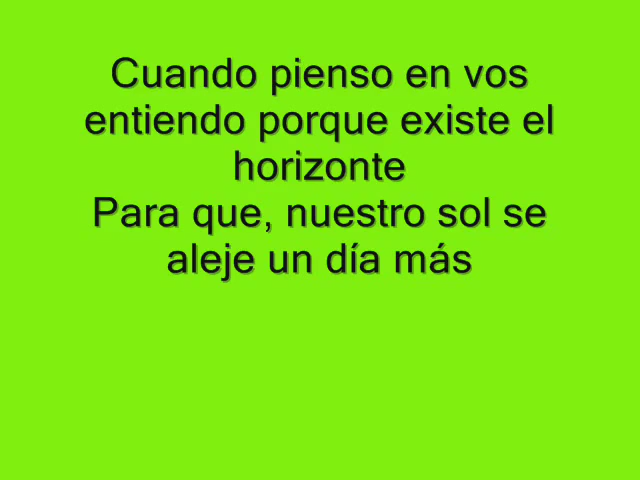 Cuando pienso en vos
entiendo porque existe el
horizonte
Para que, nuestro sol se
aleje un día más